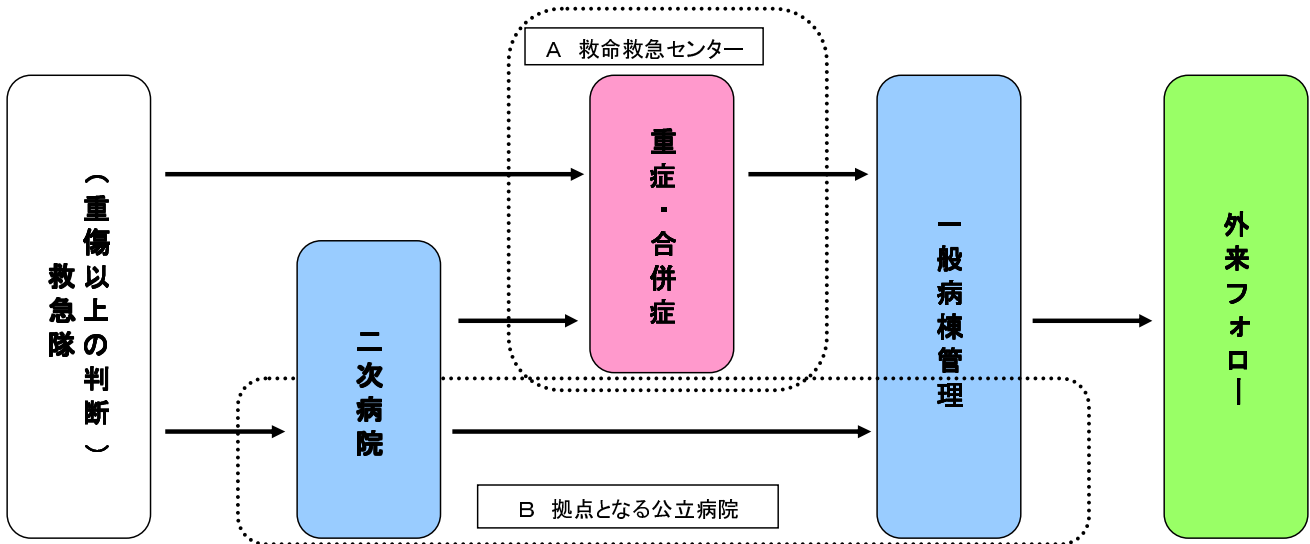 A 救命救急センター
(重傷以上の判断)
救急隊
二次病院
重症・合併症
一般病棟管理
外来フォロー
B 拠点となる公立病院